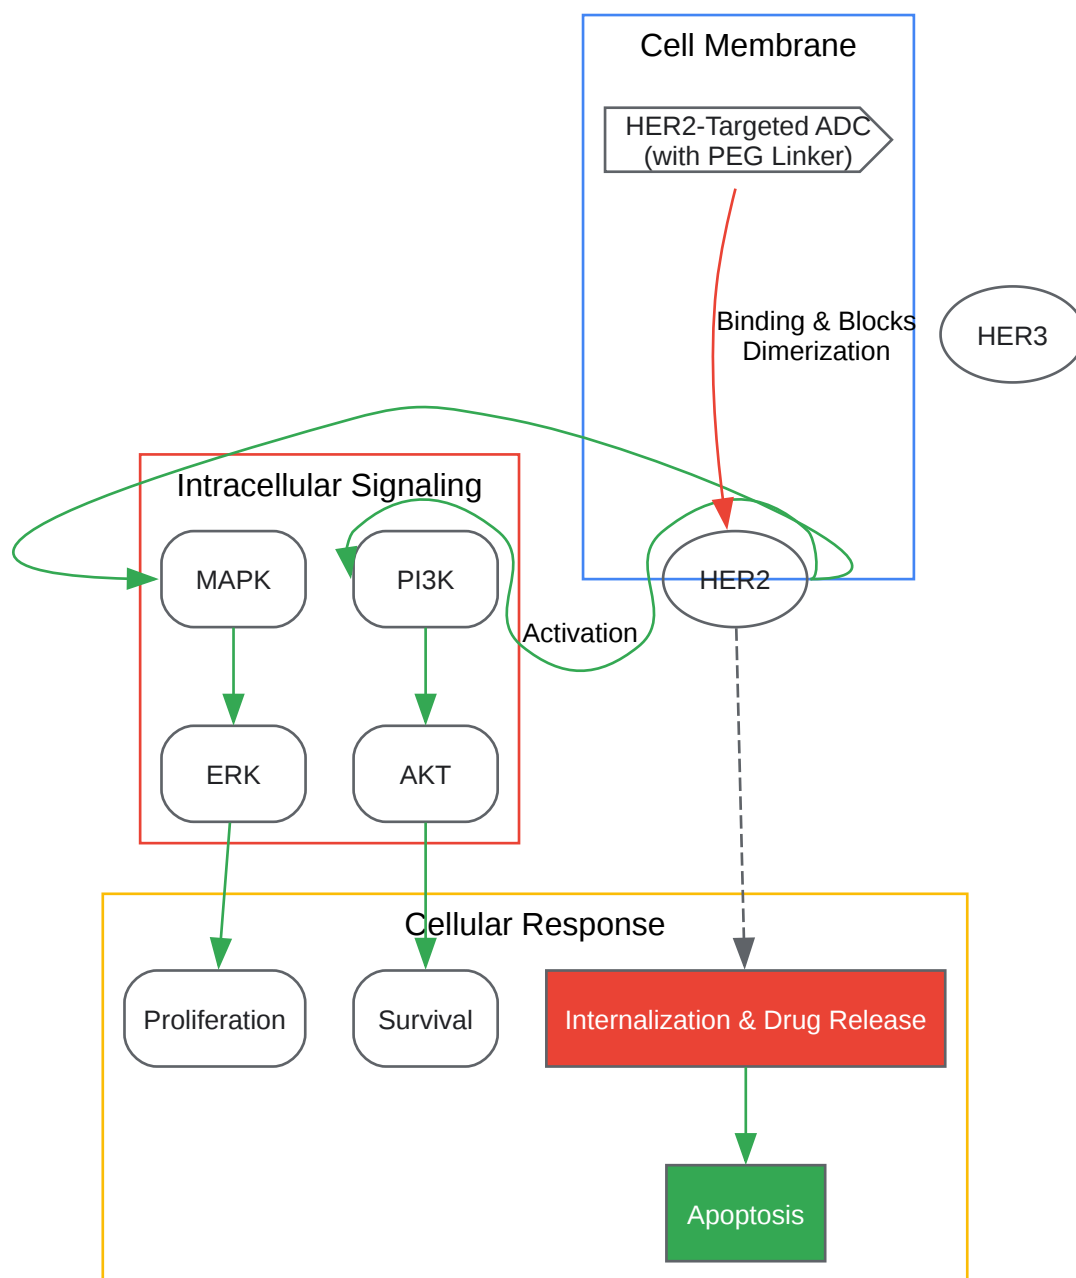 Cell Membrane
HER2-Targeted ADC
(with PEG Linker)
Binding & Blocks
Dimerization
HER3
Intracellular Signaling
MAPK
PI3K
HER2
Activation
ERK
AKT
Cellular Response
Proliferation
Survival
Internalization & Drug Release
Apoptosis